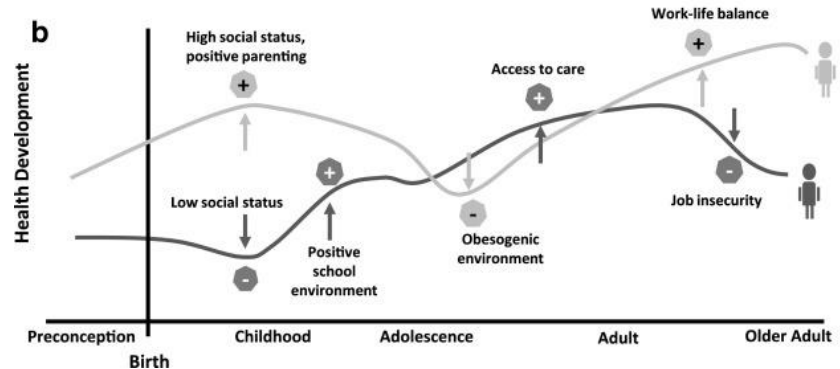 b
Health Development
High social status,
positive parenting
+
Low social status
-
+
Positive
school
environment
-
Obesogenic
environment
Access to care
+
Work-life balance
+
-
Job insecurity
Preconception
Birth
Childhood
Adolescence
Adult
Older Adult